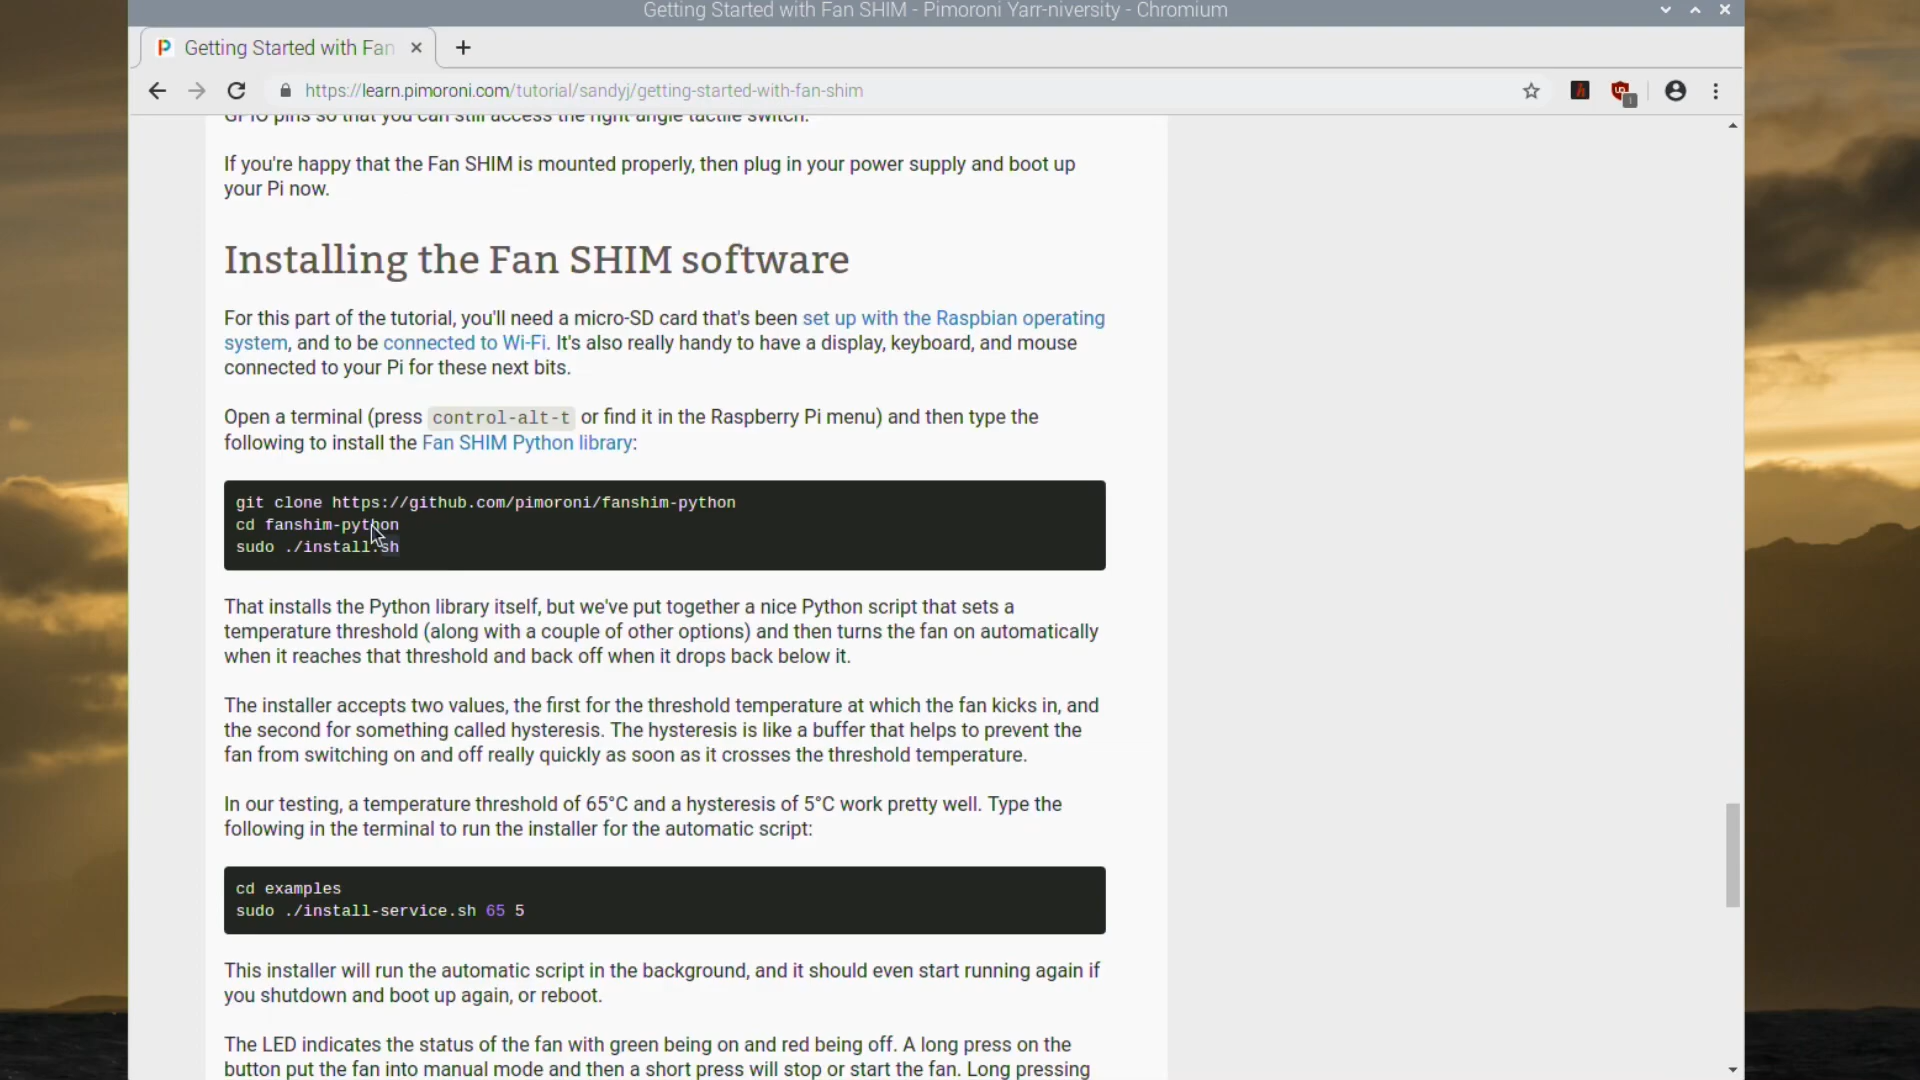 Getting Started with Fan SHIM - Pimoroni Yarr-niversity - Chromium
Getting Started with Fan
https://learn.pimoroni.com/tutorial/sandyj/getting-started-with-fan-shim
GPIO pins so that you can still access the right-angle tactile switch.
If you're happy that the Fan SHIM is mounted properly, then plug in your power supply and boot up
your Pi now.
Installing the Fan SHIM software
For this part of the tutorial, you'll need a micro-SD card that's been set up with the Raspbian operating
system, and to be connected to Wi-Fi. It's also really handy to have a display, keyboard, and mouse
connected to your Pi for these next bits.
Open a terminal (press control-alt-t or find it in the Raspberry Pi menu) and then type the
following to install the Fan SHIM Python library:
git clone https://github.com/pimoroni/fanshim-python
cd fanshim-python
sudo ./install.sh
That installs the Python library itself, but we've put together a nice Python script that sets a
temperature threshold (along with a couple of other options) and then turns the fan on automatically
when it reaches that threshold and back off when it drops back below it.
The installer accepts two values, the first for the threshold temperature at which the fan kicks in, and
the second for something called hysteresis. The hysteresis is like a buffer that helps to prevent the
fan from switching on and off really quickly as soon as it crosses the threshold temperature.
In our testing, a temperature threshold of 65°C and a hysteresis of 5°C work pretty well. Type the
following in the terminal to run the installer for the automatic script:
cd examples
sudo ./install-service.sh 65 5
This installer will run the automatic script in the background, and it should even start running again if
you shutdown and boot up again, or reboot.
The LED indicates the status of the fan with green being on and red being off. A long press on the
button put the fan into manual mode and then a short press will stop or start the fan. Long pressing